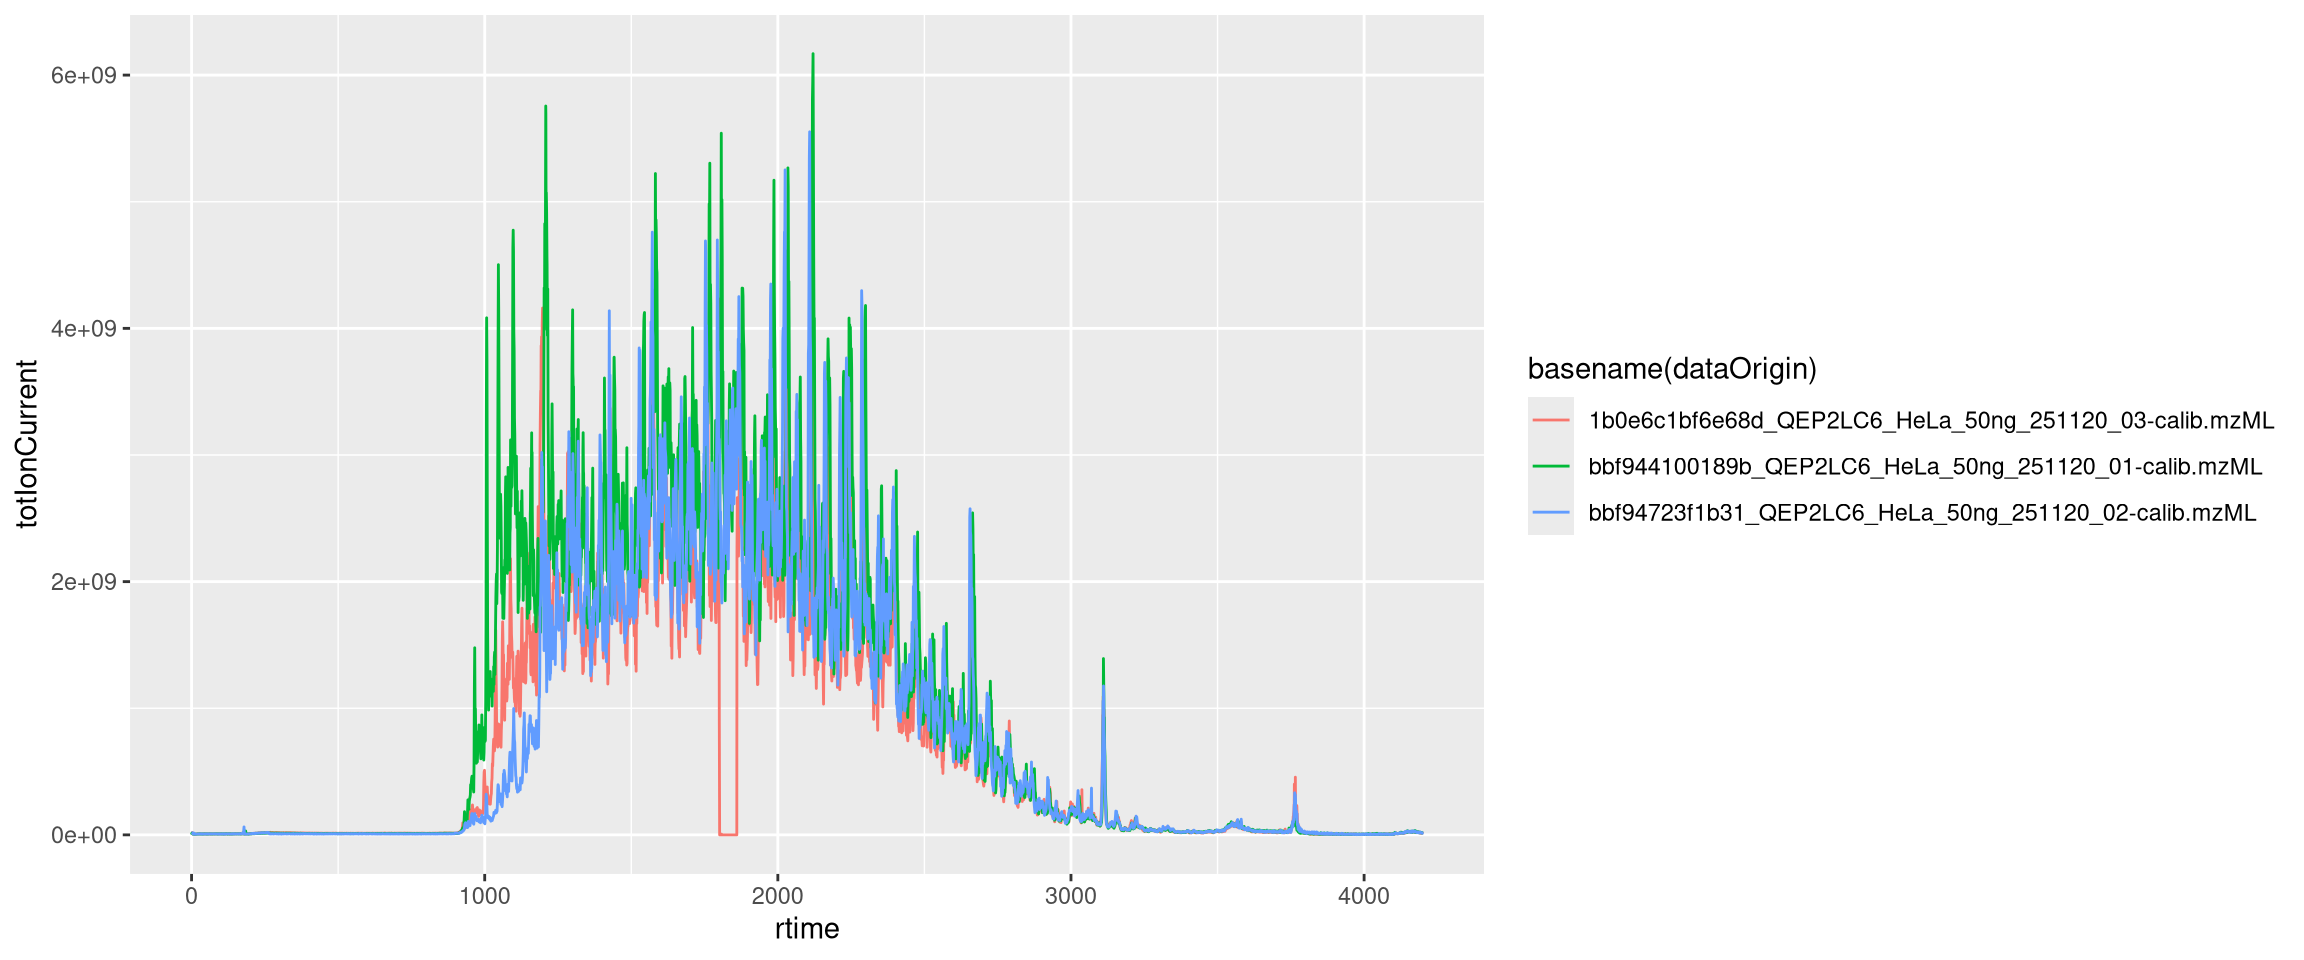 6e+09
4e+09
2e+09
0e+00
totIonCurrent
0
1000
2000
3000
4000
rtime
basename(dataOrigin)
1b0e6c1bf6e68d_QEP2LC6_HeLa_50ng_251120_03-calib.mzML
bbf944100189b_QEP2LC6_HeLa_50ng_251120_01-calib.mzML
bbf94723f1b31_QEP2LC6_HeLa_50ng_251120_02-calib.mzML